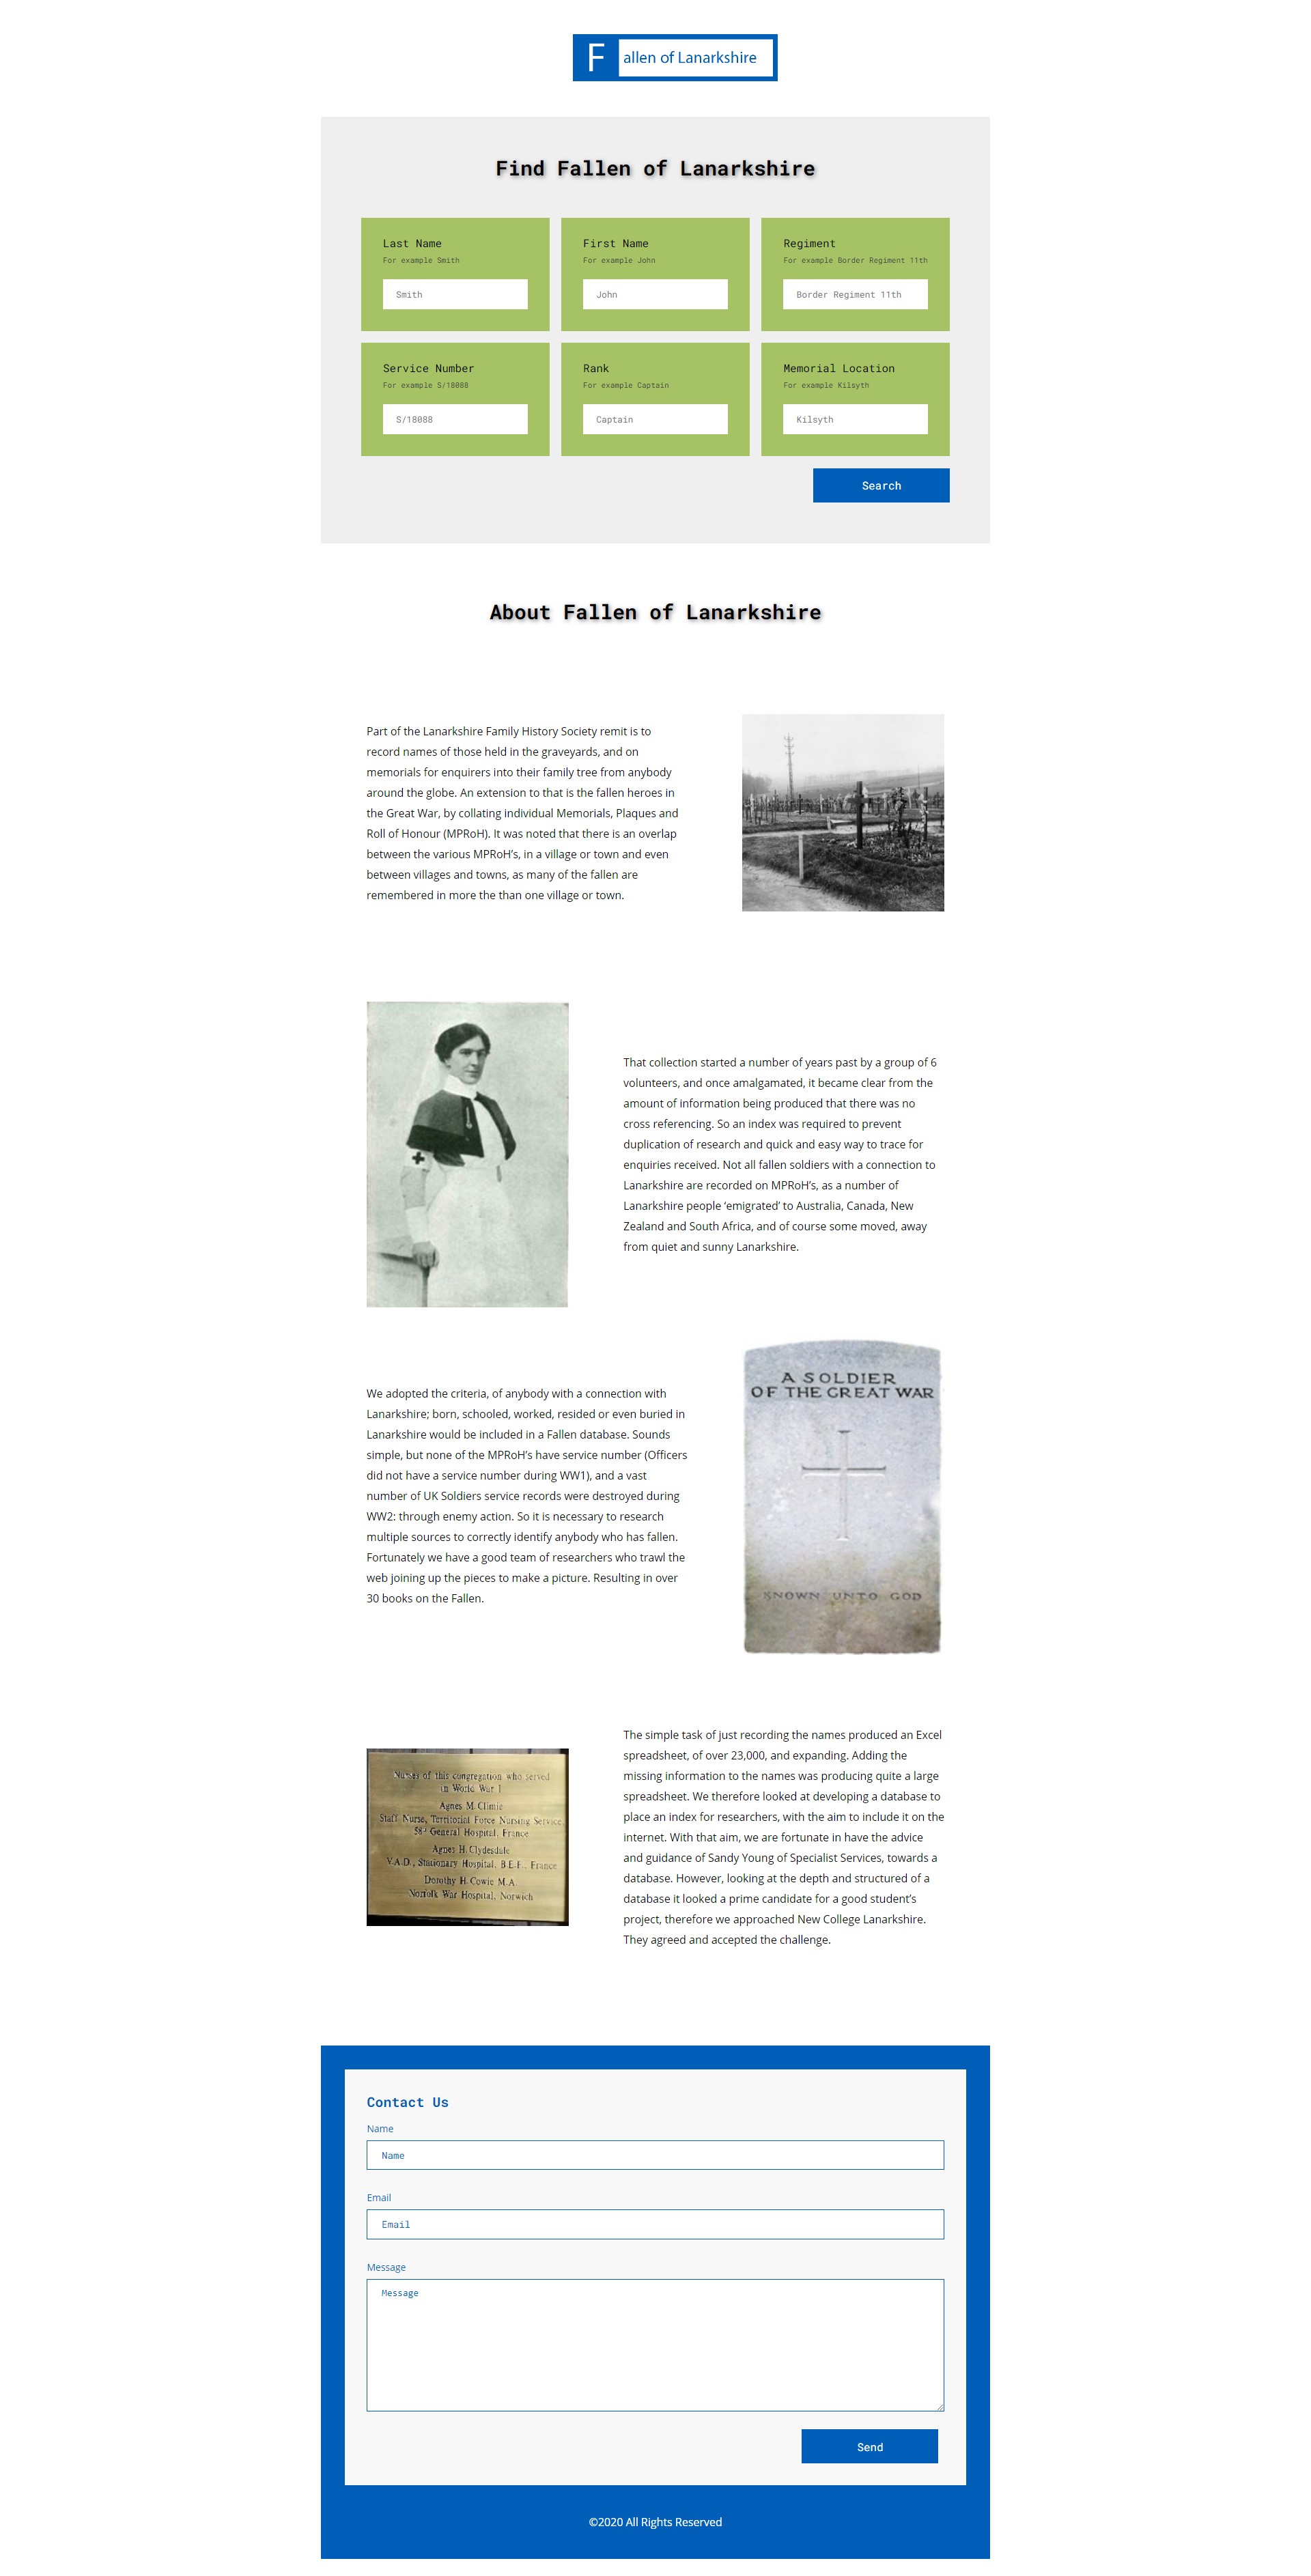 Fallen of Lanarkshire
Find Fallen of Lanarkshire
Last Name
For example Smith
Smith
First Name
For example John
John
Regiment
For example Border Regiment 11th
Border Regiment 11th
Service Number
For example S/18088
S/18088
Rank
For example Captain
Captain
Memorial Location
For example Kilsyth
Kilsyth
Search
About Fallen of Lanarkshire
Part of the Lanarkshire Family History Society remit is to
record names of those held in the graveyards, and on
memorials for enquirers into their family tree from anybody
around the globe. An extension to that is the fallen heroes in
the Great War, by collating individual Memorials, Plaques and
Roll of Honour (MPRoH). It was noted that there is an overlap
between the various MPRoH’s, in a village or town and even
between villages and towns, as many of the fallen are
remembered in more the than one village or town.
That collection started a number of years past by a group of 6
volunteers, and once amalgamated, it became clear from the
amount of information being produced that there was no
cross referencing. So an index was required to prevent
duplication of research and quick and easy way to trace for
enquiries received. Not all fallen soldiers with a connection to
Lanarkshire are recorded on MPRoH’s, as a number of
Lanarkshire people ‘emigrated’ to Australia, Canada, New
Zealand and South Africa, and of course some moved, away
from quiet and sunny Lanarkshire.
We adopted the criteria, of anybody with a connection with
Lanarkshire; born, schooled, worked, resided or even buried in
Lanarkshire would be included in a Fallen database. Sounds
simple, but none of the MPRoH’s have service number (Officers
did not have a service number during WW1), and a vast
number of UK Soldiers service records were destroyed during
WW2: through enemy action. So it is necessary to research
multiple sources to correctly identify anybody who has fallen.
Fortunately we have a good team of researchers who trawl the
web joining up the pieces to make a picture. Resulting in over
30 books on the Fallen.
A SOLDIER
OF THE GREAT WAR
KNOWN UNTO GOD
Nurses of this congregation who served
in World War 1
Agnes M. Climie
Staff Nurse, Territorial Force Nursing Service,
58th General Hospital, France
Agnes H. Clydesdale
V.A.D., Stationary Hospital, B.E.F., France
Dorothy H. Cowie M.A.
Norfolk War Hospital, Norwich
The simple task of just recording the names produced an Excel
spreadsheet, of over 23,000, and expanding. Adding the
missing information to the names was producing quite a large
spreadsheet. We therefore looked at developing a database to
place an index for researchers, with the aim to include it on the
internet. With that aim, we are fortunate in have the advice
and guidance of Sandy Young of Specialist Services, towards a
database. However, looking at the depth and structured of a
database it looked a prime candidate for a good student’s
project, therefore we approached New College Lanarkshire.
They agreed and accepted the challenge.
Contact Us
Name
Name
Email
Email
Message
Message
Send
©2020 All Rights Reserved